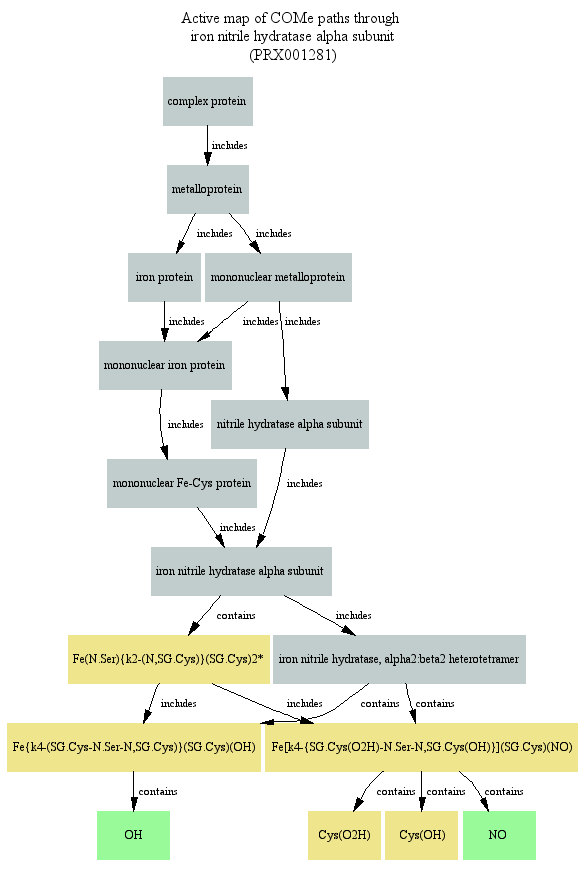 Active map of COMe paths through
iron nitrile hydratase alpha subunit
(PRX001281)
complex protein
includes
metalloprotein
includes
includes
iron protein
mononuclear metalloprotein
includes
includes
includes
mononuclear iron protein
nitrile hydratase alpha subunit
includes
mononuclear Fe-Cys protein
includes
includes
iron nitrile hydratase alpha subunit
contains
includes
Fe(N.Ser){k2-(N,SG.Cys)}(SG.Cys)2*
iron nitrile hydratase, alpha2:beta2 heterotetramer
includes
includes
contains
contains
Fe{k4-(SG.Cys-N.Ser-N,SG.Cys)}(SG.Cys)(OH)
Fe[k4-{SG.Cys(O2H)-N.Ser-N,SG.Cys(OH)}](SG.Cys)(NO)
contains
contains
contains
contains
OH
Cys(O2H)
Cys(OH)
NO